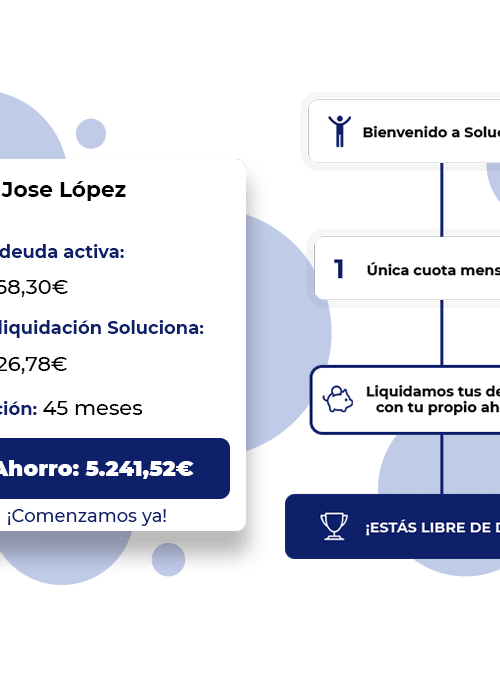 Jose López
deuda activa:
68,30€
liquidación Soluciona:
26,78€
ción: 45 meses
Ahorro: 5.241,52€
¡Comenzamos ya!
Bienvenido a Soluc
1 Única cuota mens
Liquidamos tus de
con tu propio aho
¡ESTÁS LIBRE DE D